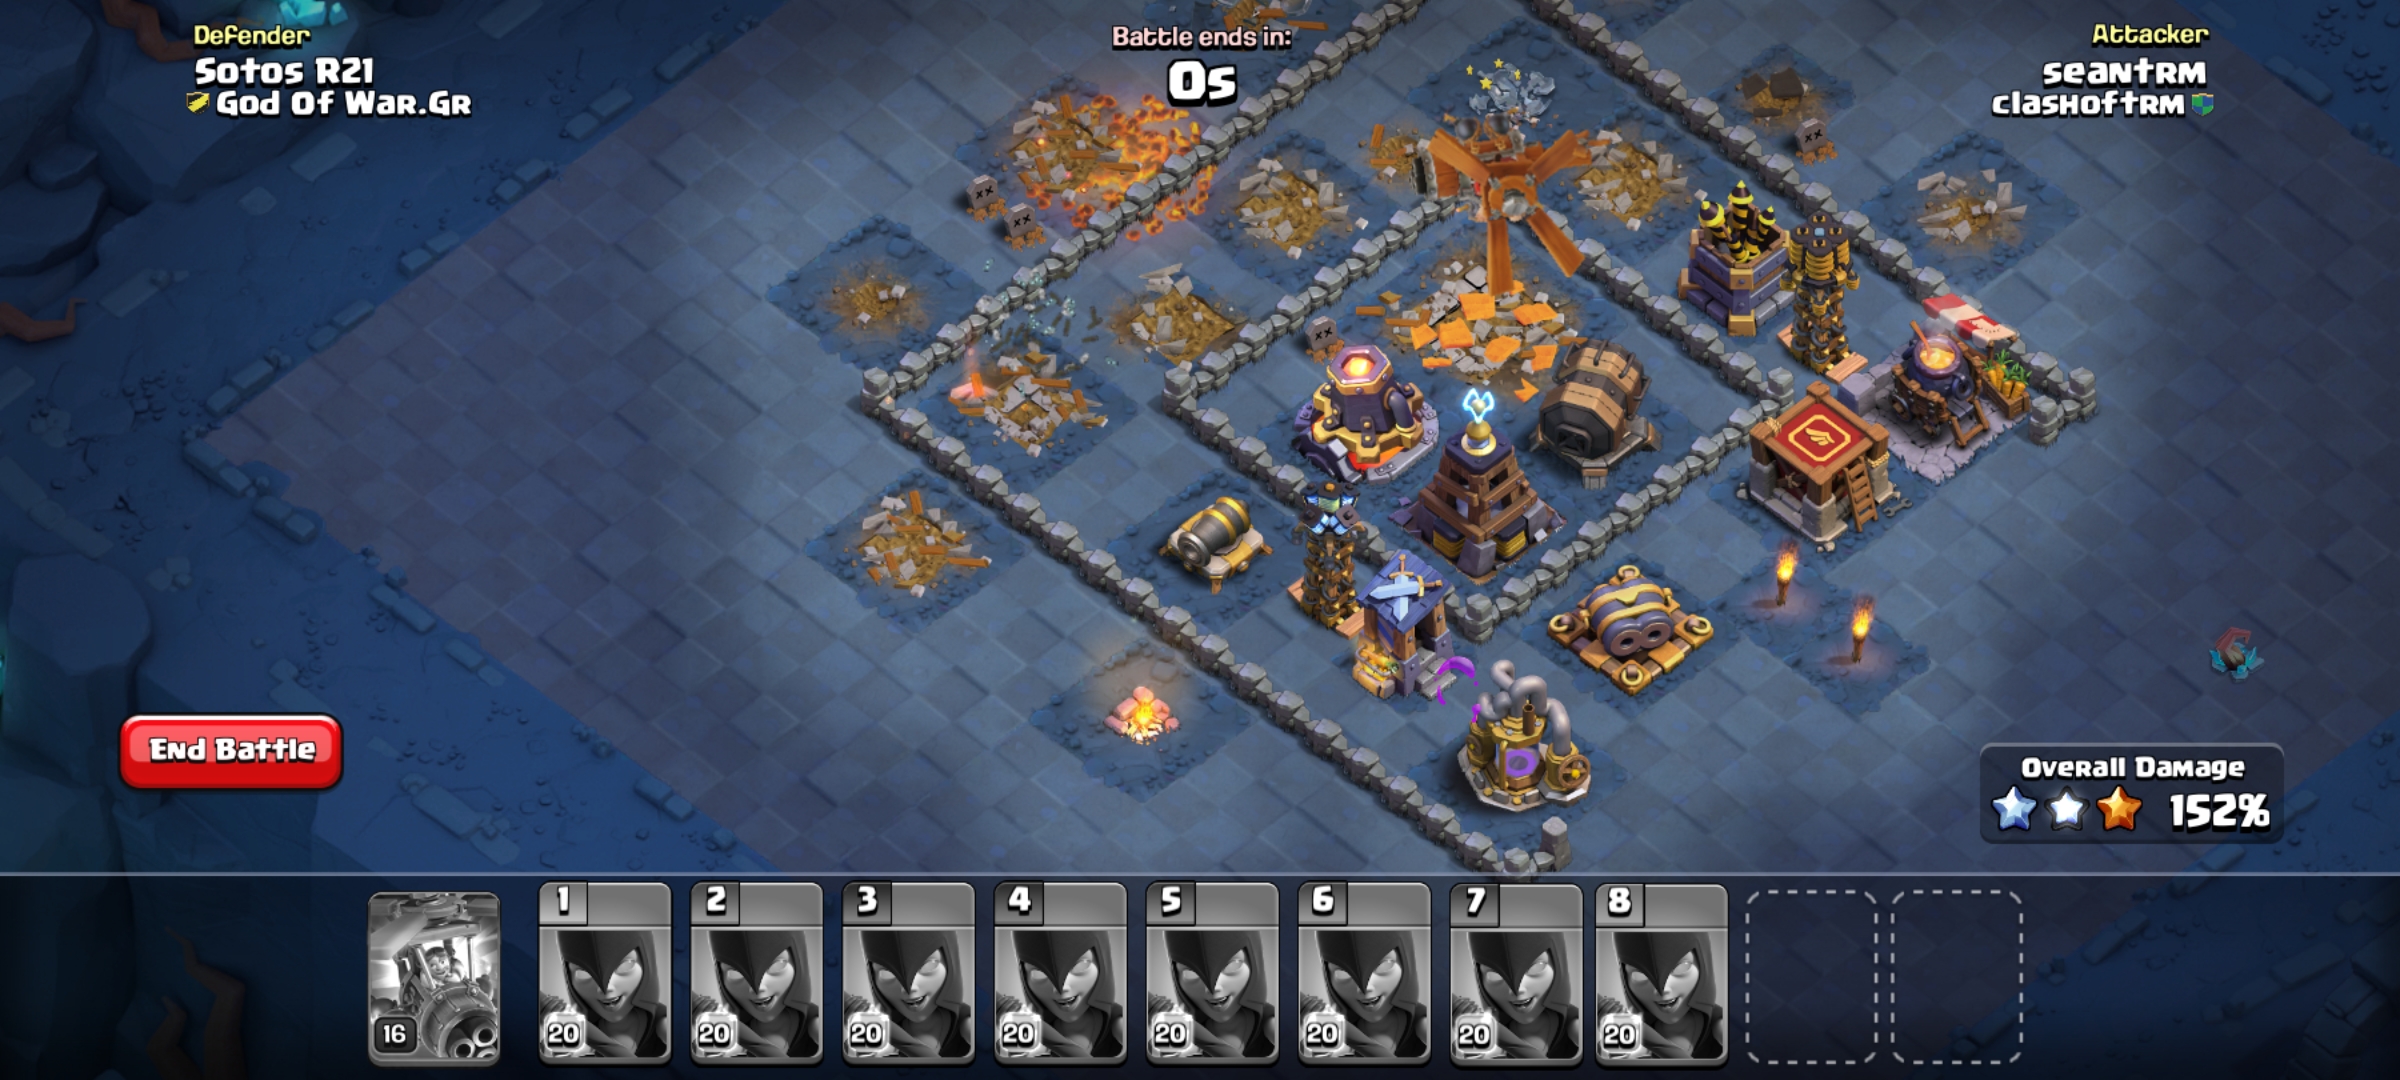 Defender
Sotos R21
God Of War.Gr
Battle ends in:
0s
Attacker
seantRM
clashoftRM
End Battle
Overall Damage
152%
1 2 3 4 5 6 7 8
16 20 20 20 20 20 20 20 20